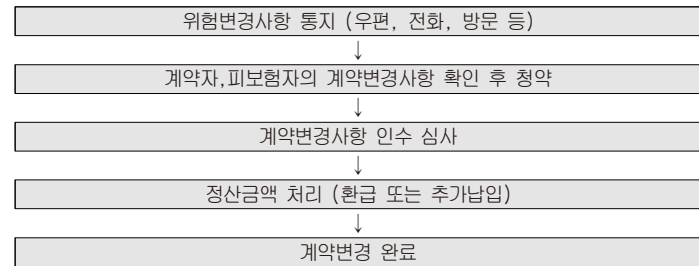 위험변경사항 통지 (우편, 전화, 방문 등)
↓
계약자,피보험자의 계약변경사항 확인 후 청약
↓
계약변경사항 인수 심사
↓
정산금액 처리 (환급 또는 추가납입)
↓
계약변경 완료